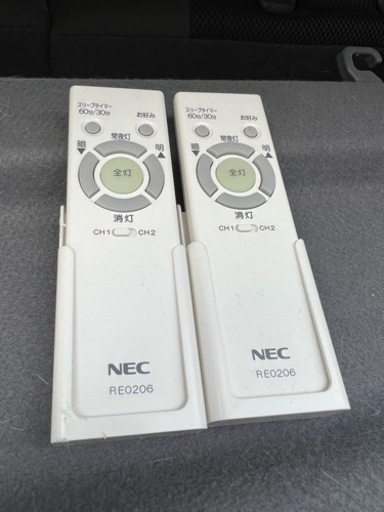 スリープタイマー
60分/30分
お好み
常夜灯
暗
明
全灯
消灯
CH1
CH2
NEC
RE0206
スリープタイマー
60分/30分
お好み
常夜灯
暗
明
全灯
消灯
CH1
CH2
NEC
RE0206